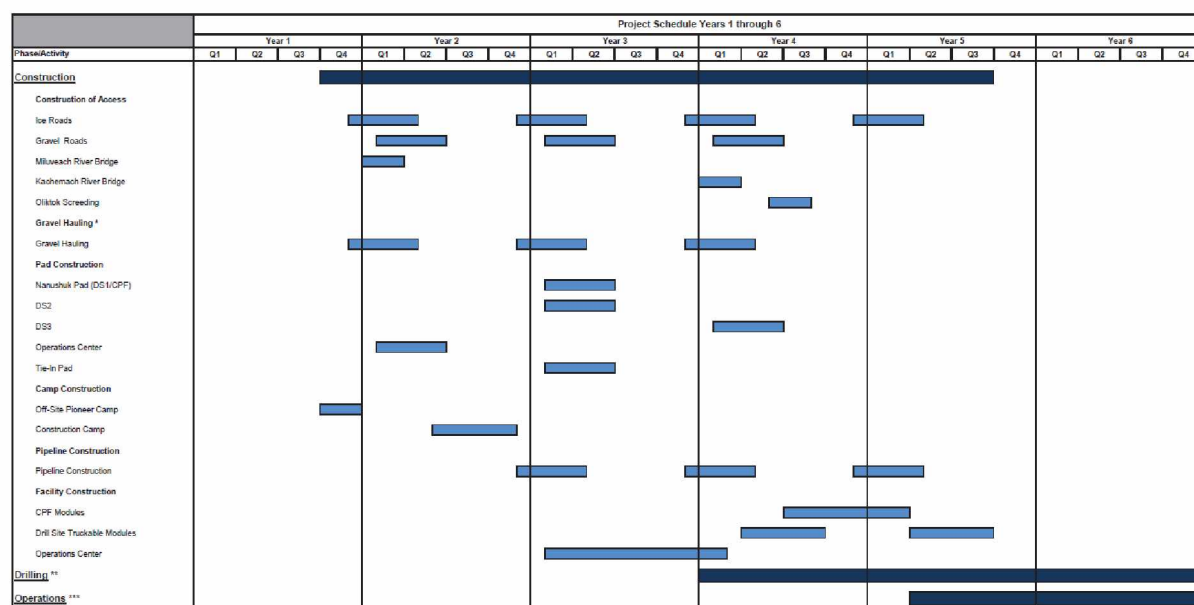 Project Schedule Years 1 through 6
Year 1 Year 2 Year 3 Year 4 Year 5 Year 6
Phase/Activity Q1 Q2 Q3 Q4 Q1 Q2 Q3 Q4 Q1 Q2 Q3 Q4 Q1 Q2 Q3 Q4 Q1 Q2 Q3 Q4 Q1 Q2 Q3 Q4
Construction
Construction of Access
Ice Roads
Gravel Roads
Miluveach River Bridge
Kachemach River Bridge
Oliktok Screeding
Gravel Hauling *
Gravel Hauling
Pad Construction
Nanushuk Pad (DS1/CPF)
DS2
DS3
Operations Center
Tie-In Pad
Camp Construction
Off-Site Pioneer Camp
Construction Camp
Pipeline Construction
Pipeline Construction
Facility Construction
CPF Modules
Drill Site Truckable Modules
Operations Center
Drilling **
Operations ***